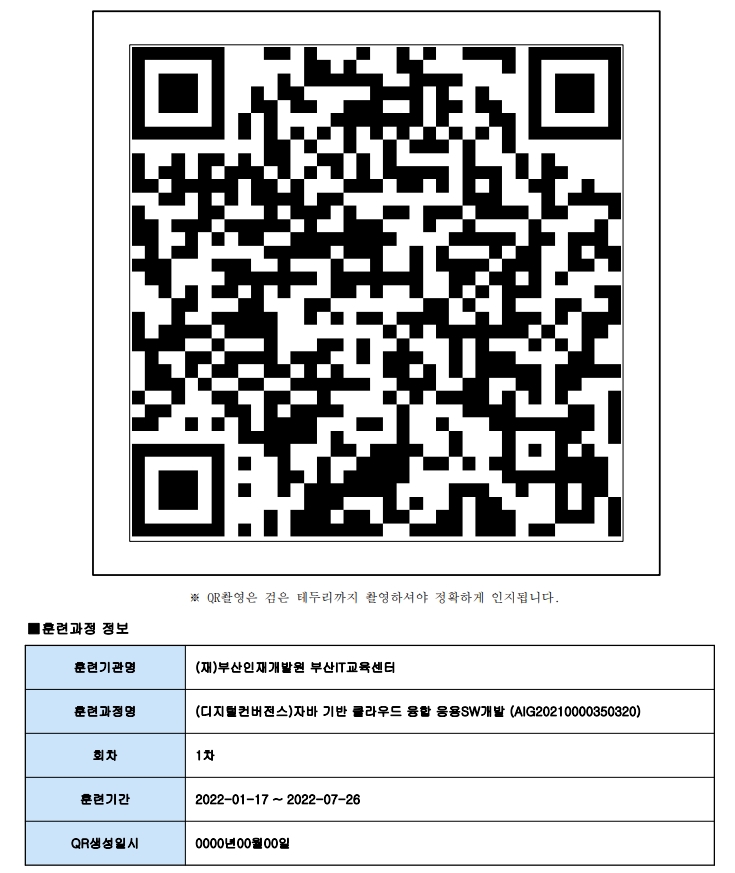 ※ QR촬영은 검은 테두리까지 촬영하셔야 정확하게 인지됩니다.
■훈련과정 정보
훈련기관명 (재)부산인재개발원 부산IT교육센터
훈련과정명 (디지털컨버전스)자바 기반 클라우드 융합 응용SW개발 (AIG20210000350320)
회차 1차
훈련기간 2022-01-17 ~ 2022-07-26
QR생성일시 0000년00월00일